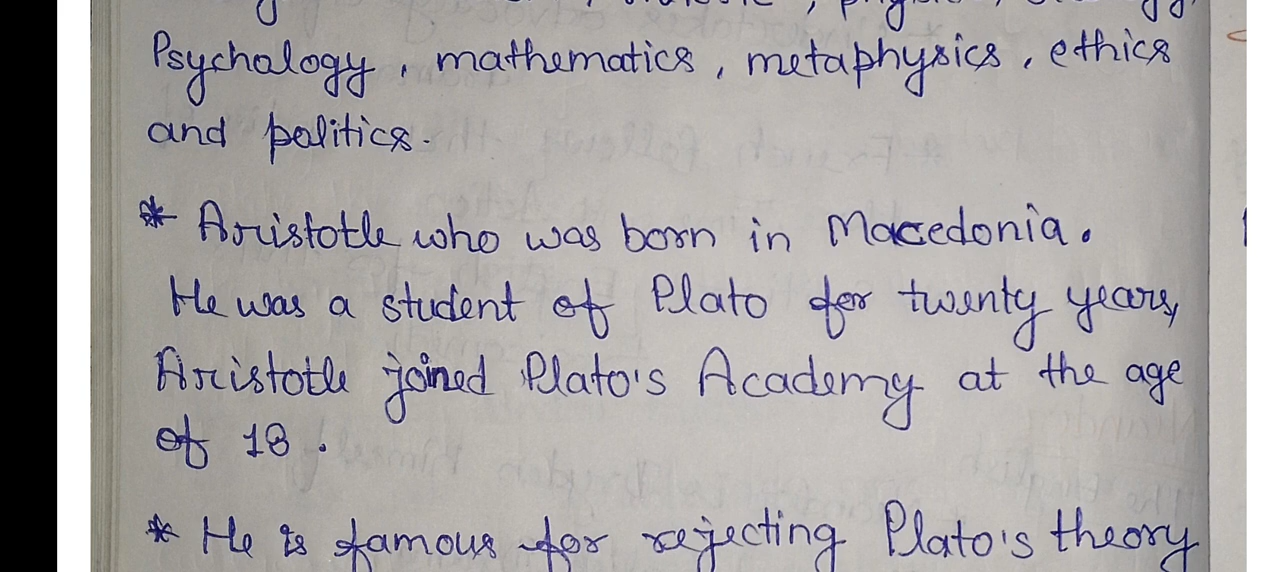 Psychalogy, mathematics, metaphysics, ethics
and politics.
* Aristotle who was born in Macedonia.
He was a student of Plato for twenty years,
Aristotle joined Plato's Academy at the age
of 18.
* He is famous for rejecting Plato's theory